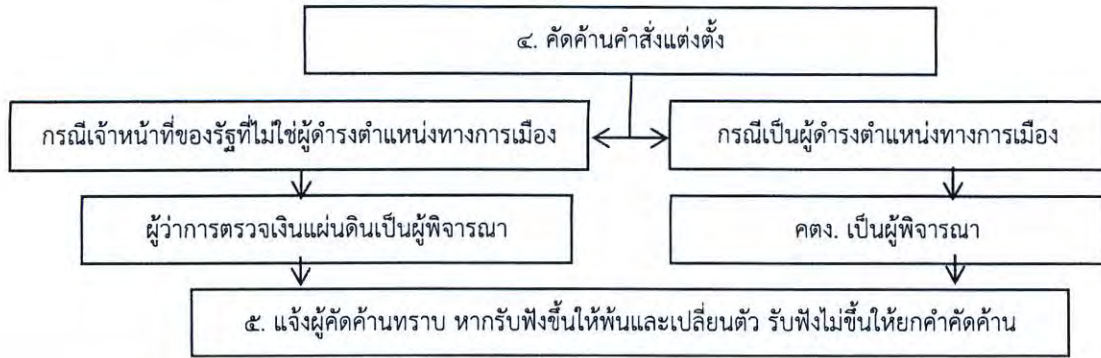 ๔. คัดค้านคำสั่งแต่งตั้ง
กรณีเจ้าหน้าที่ของรัฐที่ไม่ใช่ผู้ดำรงตำแหน่งทางการเมือง
กรณีเป็นผู้ดำรงตำแหน่งทางการเมือง
ผู้ว่าการตรวจเงินแผ่นดินเป็นผู้พิจารณา
คตง. เป็นผู้พิจารณา
๕. แจ้งผู้คัดค้านทราบ หากรับฟังขึ้นให้พ้นและเปลี่ยนตัว รับฟังไม่ขึ้นให้ยกคำคัดค้าน